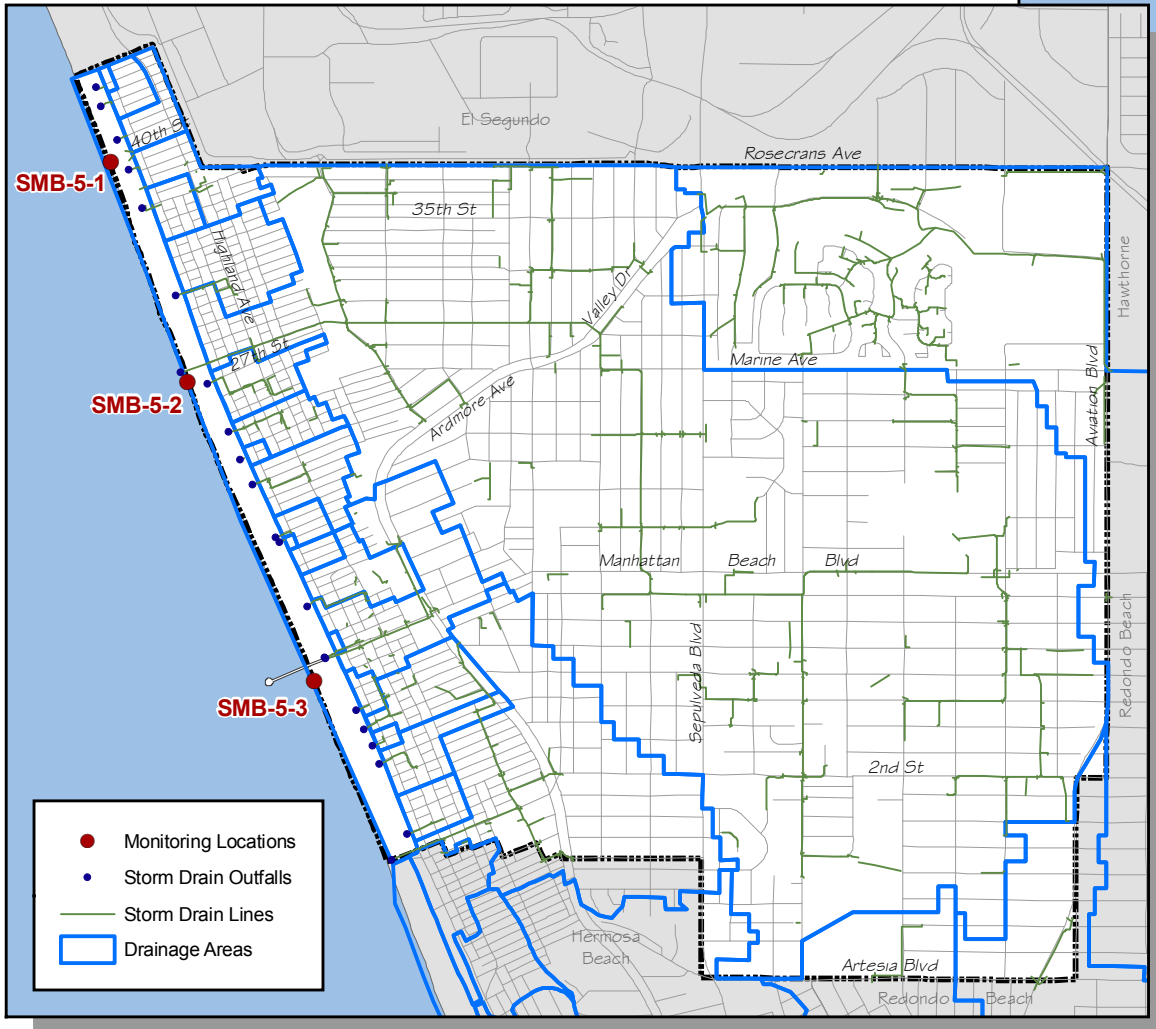 El Segundo
40th St
Rosecrans Ave
SMB-5-1
35th St
Highland Ave
Hawthorne
Valley Dr
27th St
Marine Ave
Aviation Blvd
SMB-5-2
Ardmore Ave
Manhattan Beach Blvd
Sepulveda Blvd
Redondo Beach
SMB-5-3
2nd St
Monitoring Locations
Storm Drain Outfalls
Storm Drain Lines
Drainage Areas
Hermosa
Beach
Artesia Blvd
Redondo Beach